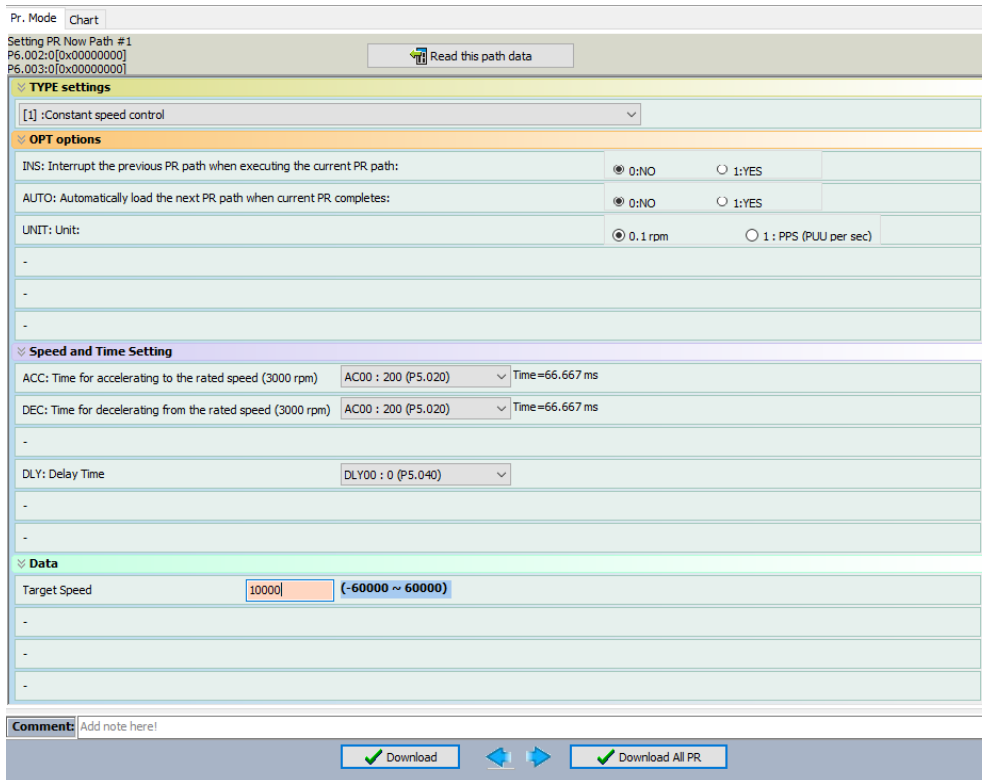 Pr. Mode Chart
Setting PR Now Path #1
P6.002:0[0x00000000]
P6.003:0[0x00000000]
Read this path data
TYPE settings
[1] :Constant speed control
OPT options
INS: Interrupt the previous PR path when executing the current PR path: 0:NO 1:YES
AUTO: Automatically load the next PR path when current PR completes: 0:NO 1:YES
UNIT: Unit: 0.1 rpm 1 : PPS (PUU per sec)
-
-
-
Speed and Time Setting
ACC: Time for accelerating to the rated speed (3000 rpm) AC00 : 200 (P5.020) Time=66.667 ms
DEC: Time for decelerating from the rated speed (3000 rpm) AC00 : 200 (P5.020) Time=66.667 ms
-
DLY: Delay Time DLY00 : 0 (P5.040)
-
-
Data
Target Speed 10000 (-60000 ~ 60000)
-
-
-
Comment: Add note here!
Download Download All PR